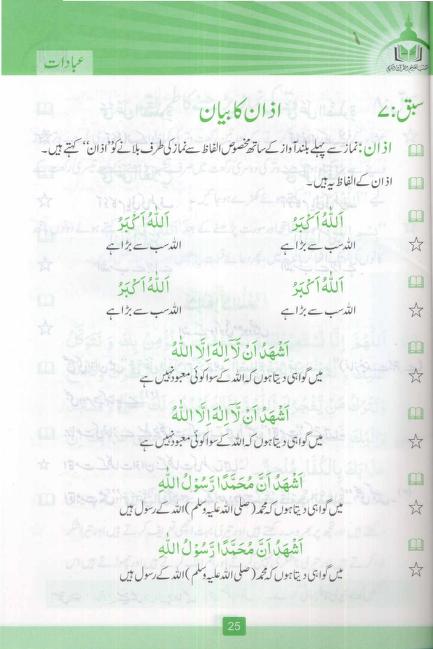 عبادات
سبق: ۷ اذان کا بیان
اذان: نماز سے پہلے بلند آواز کے ساتھ مخصوص الفاظ سے نماز کی طرف بلانے کو ”اذان“ کہتے ہیں۔
اذان کے الفاظ یہ ہیں۔
اَللّٰهُ اَكْبَرُ اَللّٰهُ اَكْبَرُ
اللہ سب سے بڑا ہے اللہ سب سے بڑا ہے
اَللّٰهُ اَكْبَرُ اَللّٰهُ اَكْبَرُ
اللہ سب سے بڑا ہے اللہ سب سے بڑا ہے
اَشْهَدُ اَنْ لَّآ اِلٰهَ اِلَّا اللّٰهُ
میں گواہی دیتا ہوں کہ اللہ کے سوا کوئی معبود نہیں ہے
اَشْهَدُ اَنْ لَّآ اِلٰهَ اِلَّا اللّٰهُ
میں گواہی دیتا ہوں کہ اللہ کے سوا کوئی معبود نہیں ہے
اَشْهَدُ اَنَّ مُحَمَّدًا رَّسُوْلُ اللّٰهِ
میں گواہی دیتا ہوں کہ محمد (صلی اللہ علیہ وسلم) اللہ کے رسول ہیں
اَشْهَدُ اَنَّ مُحَمَّدًا رَّسُوْلُ اللّٰهِ
میں گواہی دیتا ہوں کہ محمد (صلی اللہ علیہ وسلم) اللہ کے رسول ہیں
25